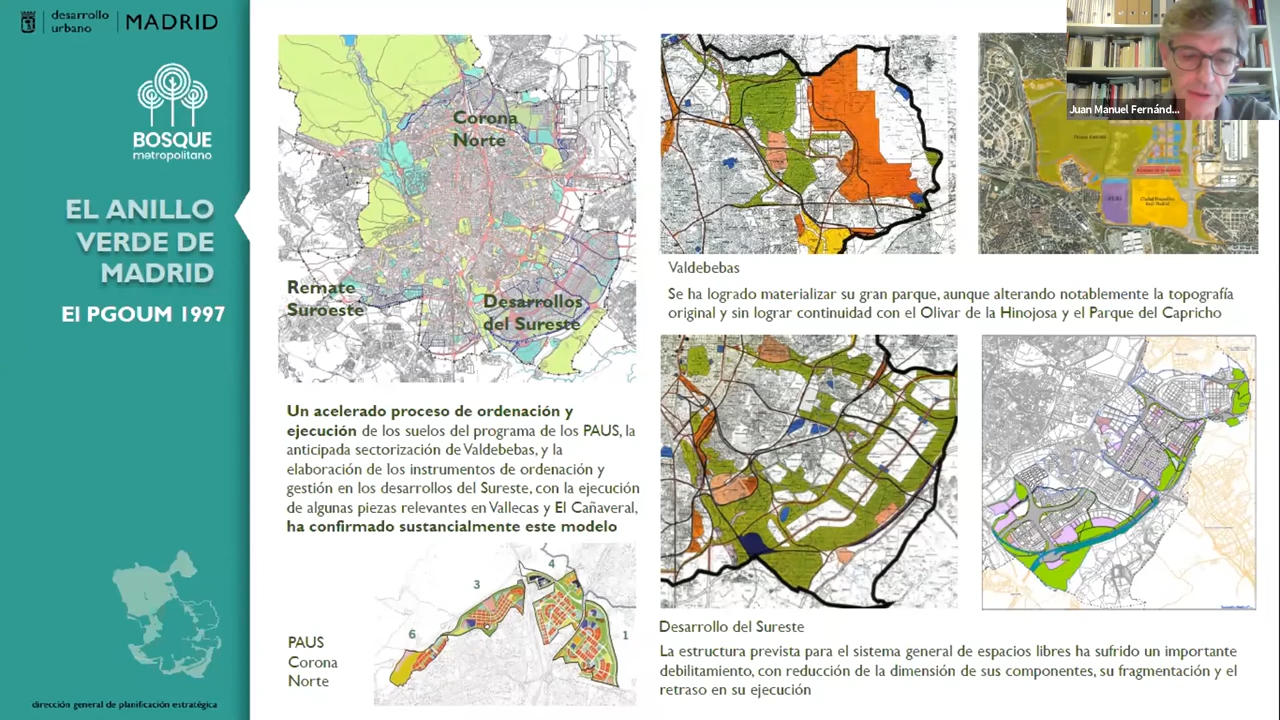 desarrollo
urbano
MADRID
BOSQUE
metropolitano
EL ANILLO
VERDE DE
MADRID
El PGOUM 1997
dirección general de planificación estratégica
Corona
Norte
Remate
Suroeste
Desarrollos
del Sureste
Un acelerado proceso de ordenación y
ejecución de los suelos del programa de los PAUS, la
anticipada sectorización de Valdebebas, y la
elaboración de los instrumentos de ordenación y
gestión en los desarrollos del Sureste, con la ejecución
de algunas piezas relevantes en Vallecas y El Cañaveral,
ha confirmado sustancialmente este modelo
PAUS
Corona
Norte
6
3
4
1
Juan Manuel Fernánd...
Valdebebas
Se ha logrado materializar su gran parque, aunque alterando notablemente la topografía
original y sin lograr continuidad con el Olivar de la Hinojosa y el Parque del Capricho
Desarrollo del Sureste
La estructura prevista para el sistema general de espacios libres ha sufrido un importante
debilitamiento, con reducción de la dimensión de sus componentes, su fragmentación y el
retraso en su ejecución